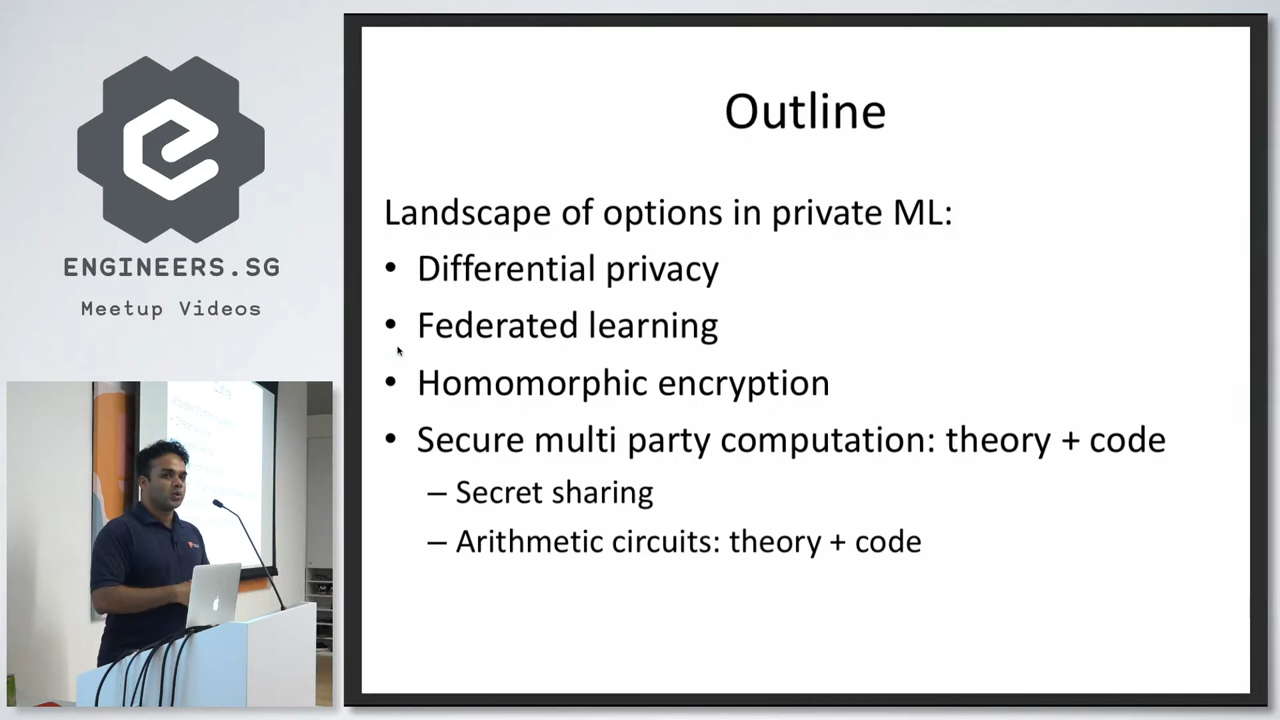 ENGINEERS.SG
Meetup Videos
Outline
Landscape of options in private ML:
• Differential privacy
• Federated learning
• Homomorphic encryption
• Secure multi party computation: theory + code
– Secret sharing
– Arithmetic circuits: theory + code